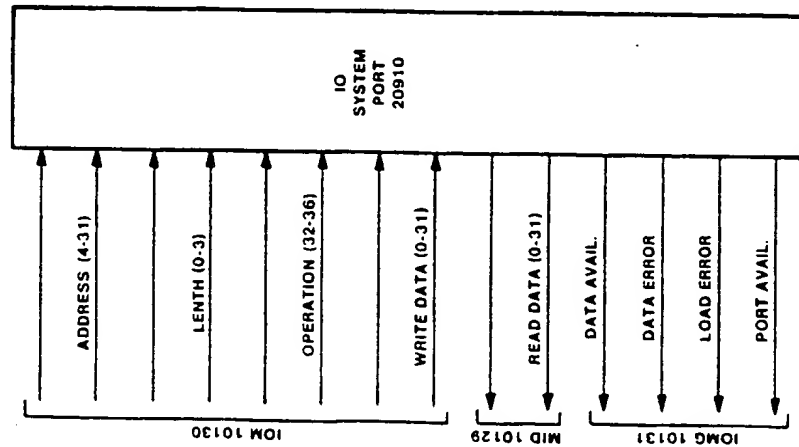 IO
SYSTEM
PORT
20910
ADDRESS (4-31)
LENTH (0-3)
OPERATION (32-36)
WRITE DATA (0-31)
READ DATA (0-31)
DATA AVAIL.
DATA ERROR
LOAD ERROR
PORT AVAIL.
IOM 10130
MID 10129
IOMG 10131